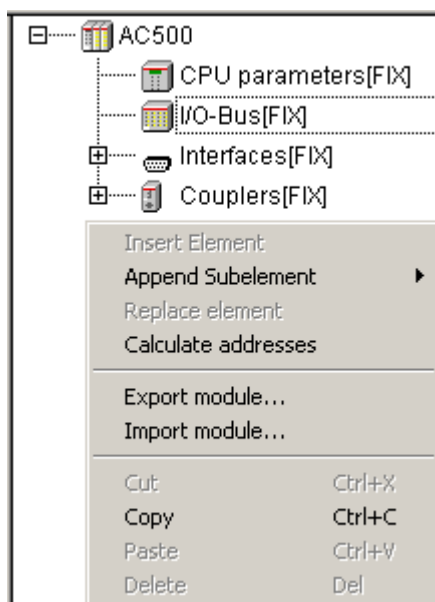 AC500
CPU parameters[FIX]
I/O-Bus[FIX]
Interfaces[FIX]
Couplers[FIX]
Insert Element
Append Subelement
Replace element
Calculate addresses
Export module...
Import module...
Cut Ctrl+X
Copy Ctrl+C
Paste Ctrl+V
Delete Del